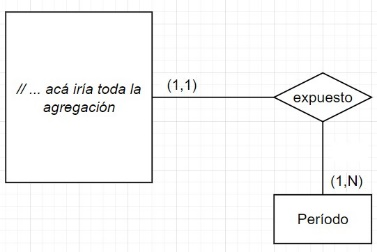 // ... acá iría toda la
agregación
(1,1)
expuesto
(1,N)
Período